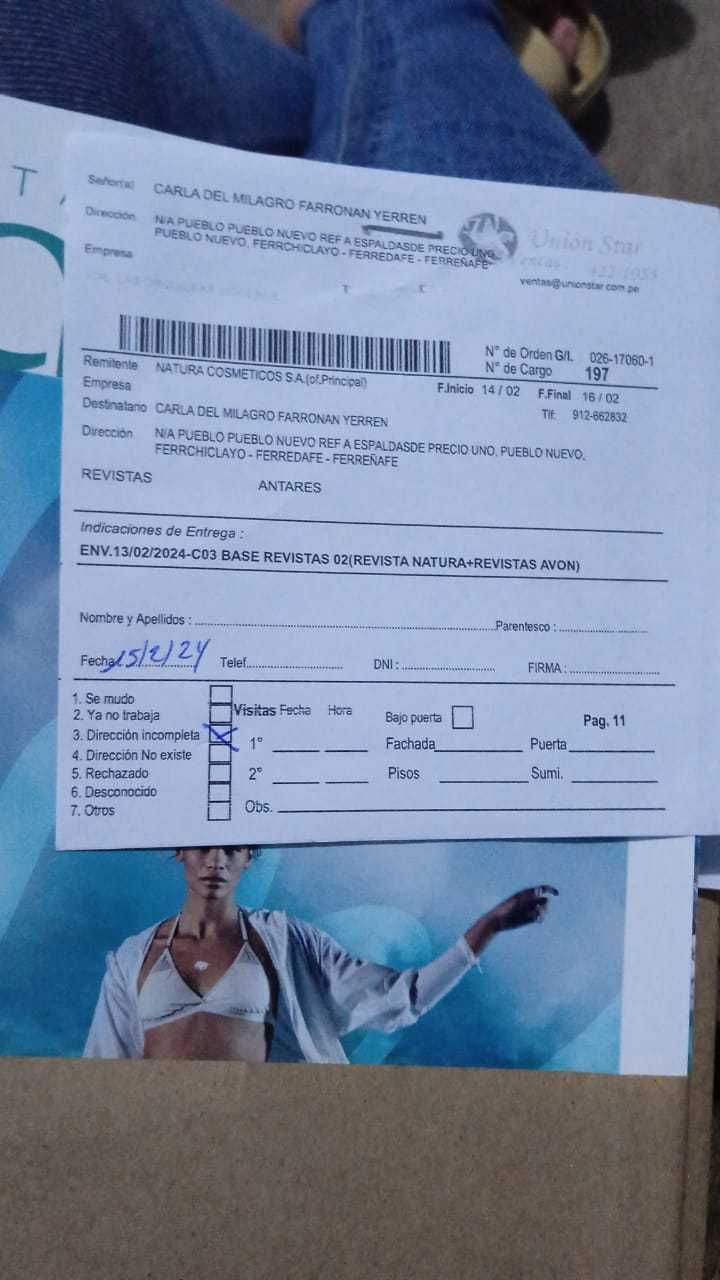 Señor(a) CARLA DEL MILAGRO FARRONAN YERREN
Dirección N/A PUEBLO PUEBLO NUEVO REF A ESPALDASDE PRECIO UNO,
PUEBLO NUEVO, FERRCHICLAYO - FERREDAFE - FERREÑAFE
Empresa
Union Star
ventas@unionstar.com.pe
N° de Orden G/I. 026-17060-1
N° de Cargo 197
Remitente NATURA COSMETICOS S.A.(of.Principal)
Empresa F.Inicio 14 / 02 F.Final 16 / 02
Destinatario CARLA DEL MILAGRO FARRONAN YERREN Tlf: 912-662832
Dirección N/A PUEBLO PUEBLO NUEVO REF A ESPALDASDE PRECIO UNO, PUEBLO NUEVO,
FERRCHICLAYO - FERREDAFE - FERREÑAFE
REVISTAS ANTARES
Indicaciones de Entrega :
ENV.13/02/2024-C03 BASE REVISTAS 02(REVISTA NATURA+REVISTAS AVON)
Nombre y Apellidos : Parentesco :
Fecha 15/2/24 Telef. DNI : FIRMA :
1. Se mudo
2. Ya no trabaja Visitas Fecha Hora Bajo puerta Pag. 11
3. Dirección incompleta 1° Fachada Puerta
4. Dirección No existe
5. Rechazado 2° Pisos Sumi.
6. Desconocido
7. Otros Obs.